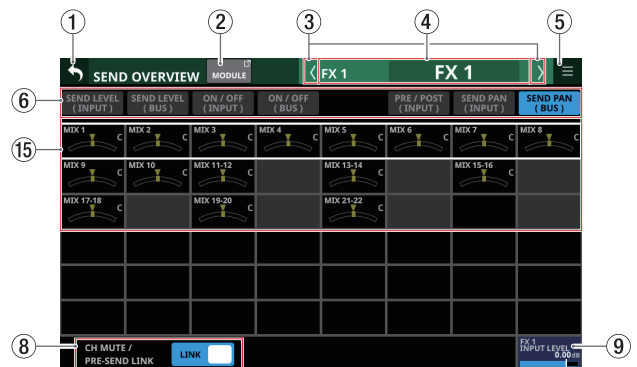 1 2 3 4 5
SEND OVERVIEW MODULE FX 1 FX 1
6 SEND LEVEL (INPUT) SEND LEVEL (BUS) ON / OFF (INPUT) ON / OFF (BUS) PRE / POST (INPUT) SEND PAN (INPUT) SEND PAN (BUS)
15
MIX 1 C MIX 2 C MIX 3 C MIX 4 C MIX 5 C MIX 6 C MIX 7 C MIX 8 C
MIX 9 C MIX 10 C MIX 11-12 C MIX 13-14 C MIX 15-16 C
MIX 17-18 C MIX 19-20 C MIX 21-22 C
8 CH MUTE /
PRE-SEND LINK LINK
FX 1
INPUT LEVEL 9
0.00dB